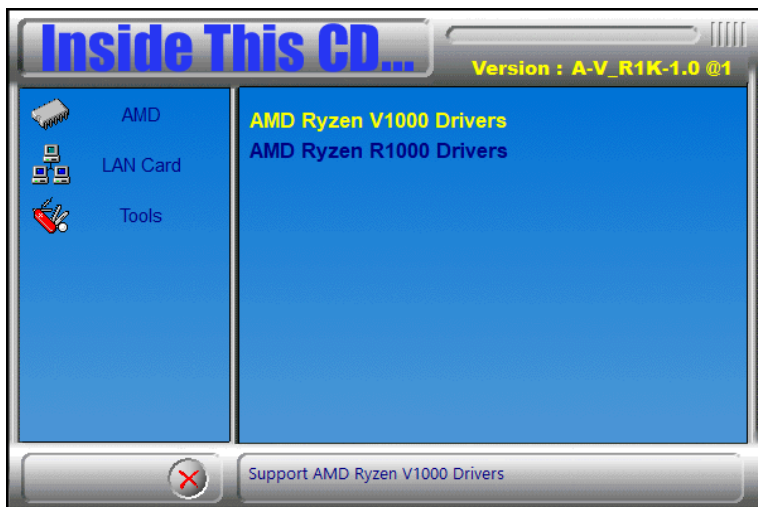 Inside This CD...
Version : A-V_R1K-1.0 @1
AMD
LAN Card
Tools
AMD Ryzen V1000 Drivers
AMD Ryzen R1000 Drivers
Support AMD Ryzen V1000 Drivers